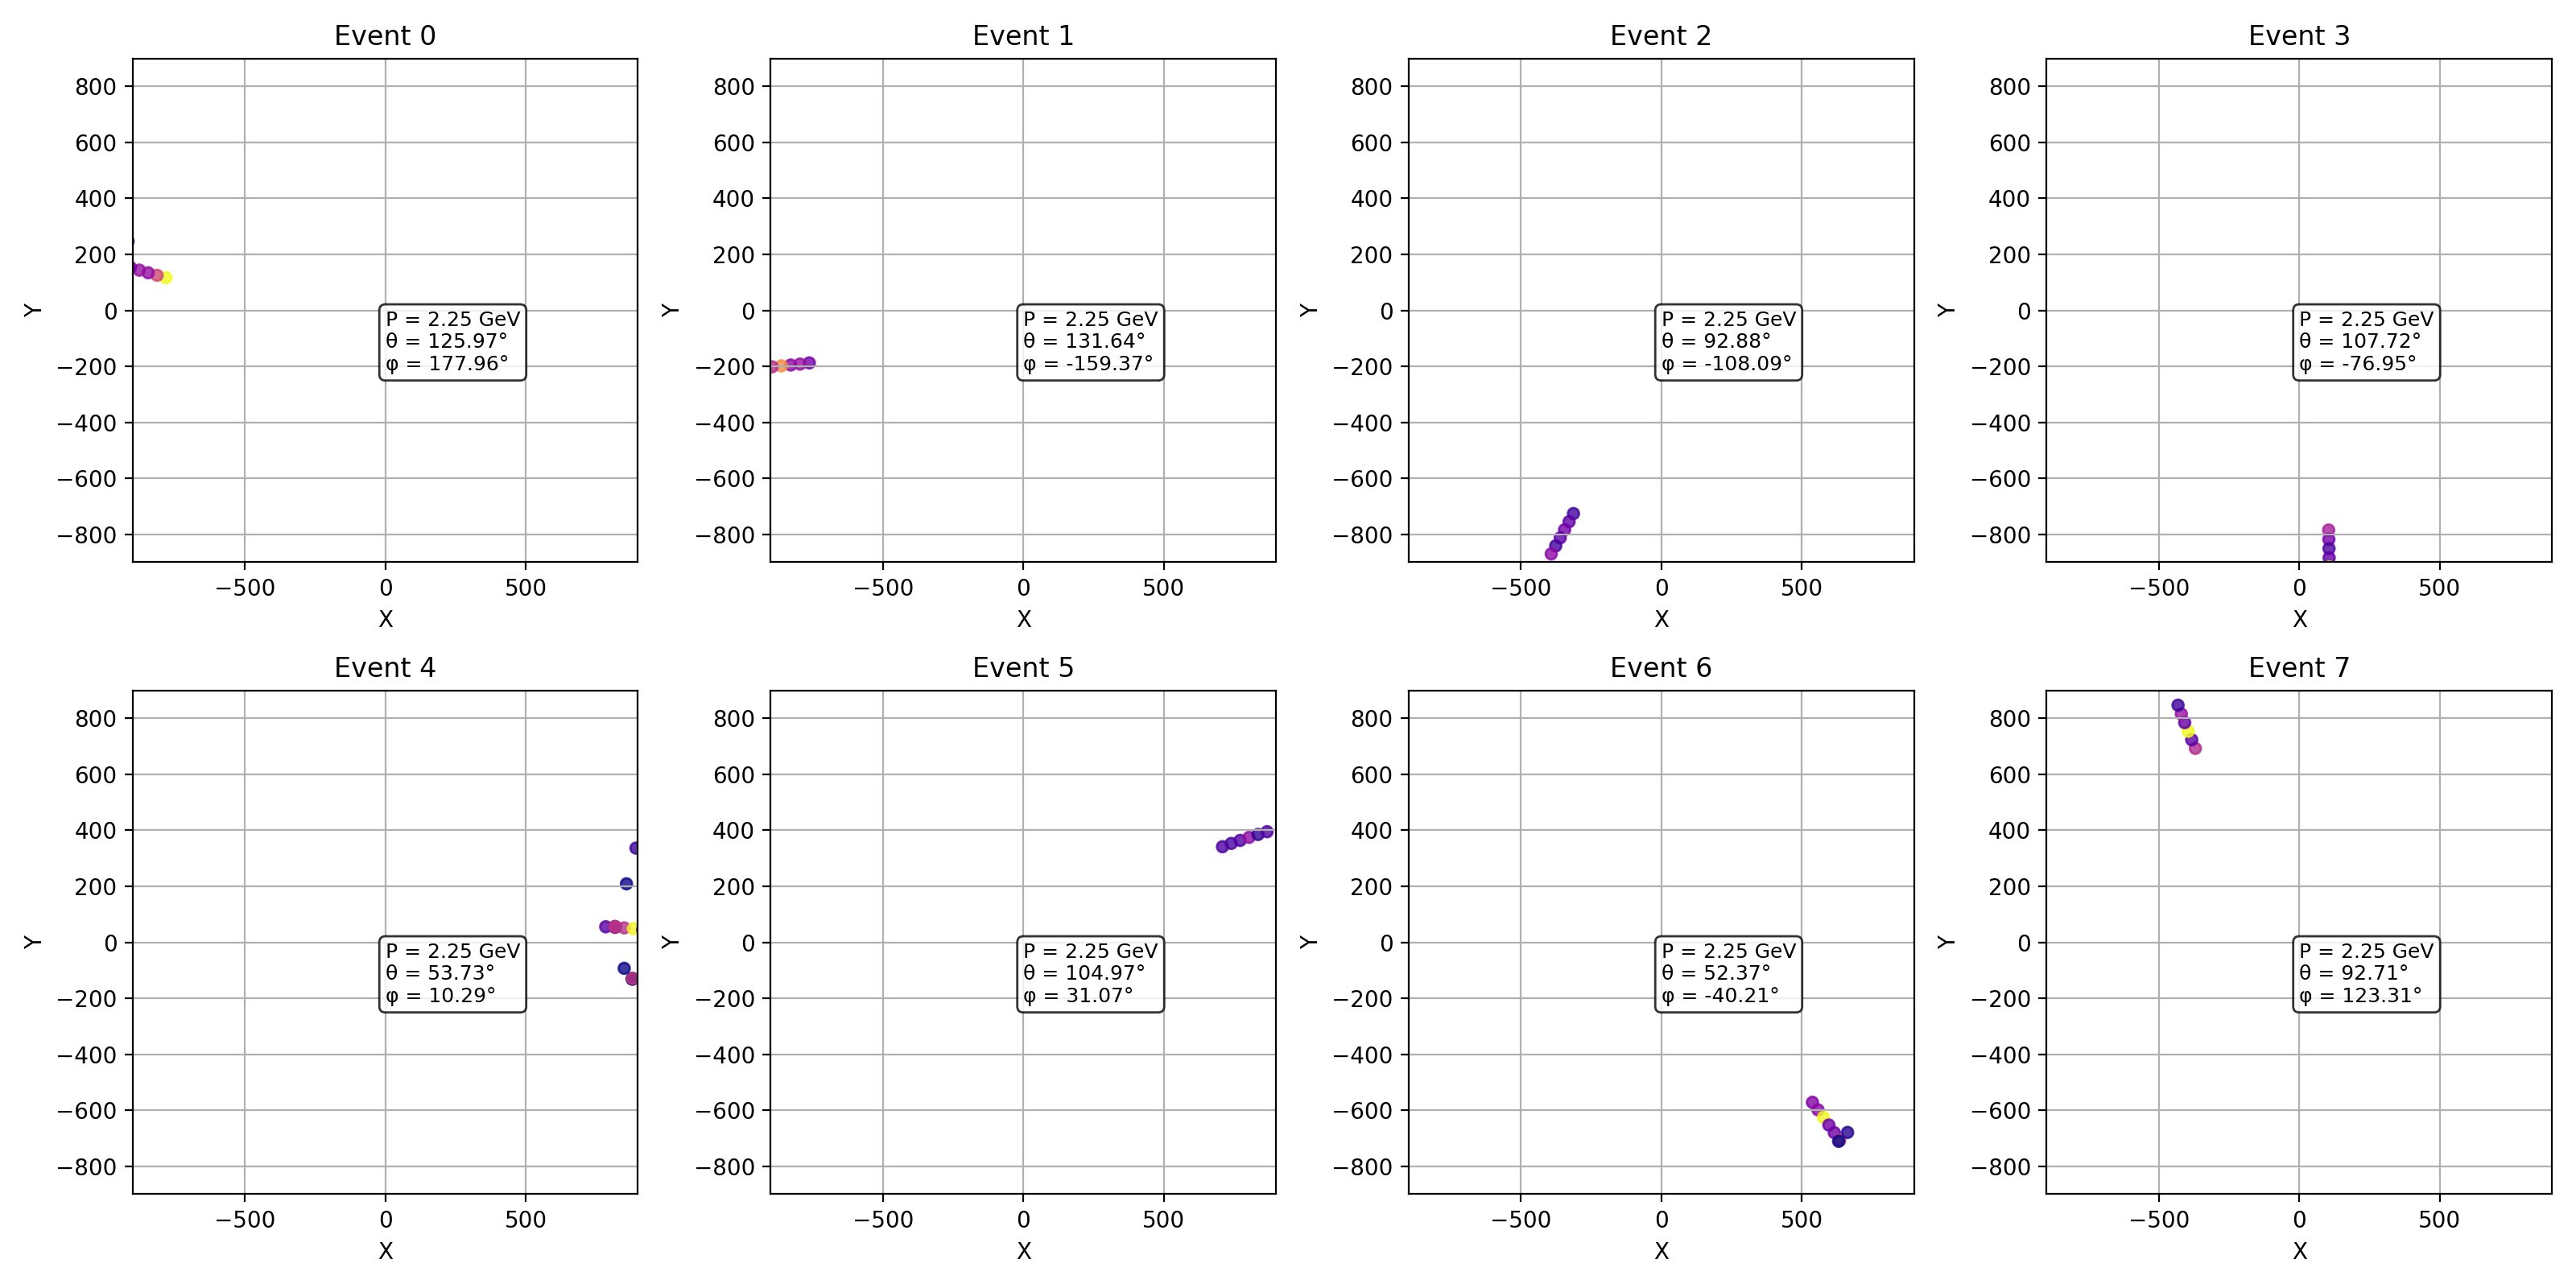 Event 0
800
600
400
200
0
−200
−400
−600
−800
Y
P = 2.25 GeV
θ = 125.97°
φ = 177.96°
−500 0 500
X
Event 1
800
600
400
200
0
−200
−400
−600
−800
Y
P = 2.25 GeV
θ = 131.64°
φ = -159.37°
−500 0 500
X
Event 2
800
600
400
200
0
−200
−400
−600
−800
Y
P = 2.25 GeV
θ = 92.88°
φ = -108.09°
−500 0 500
X
Event 3
800
600
400
200
0
−200
−400
−600
−800
Y
P = 2.25 GeV
θ = 107.72°
φ = -76.95°
−500 0 500
X
Event 4
800
600
400
200
0
−200
−400
−600
−800
Y
P = 2.25 GeV
θ = 53.73°
φ = 10.29°
−500 0 500
X
Event 5
800
600
400
200
0
−200
−400
−600
−800
Y
P = 2.25 GeV
θ = 104.97°
φ = 31.07°
−500 0 500
X
Event 6
800
600
400
200
0
−200
−400
−600
−800
Y
P = 2.25 GeV
θ = 52.37°
φ = -40.21°
−500 0 500
X
Event 7
800
600
400
200
0
−200
−400
−600
−800
Y
P = 2.25 GeV
θ = 92.71°
φ = 123.31°
−500 0 500
X